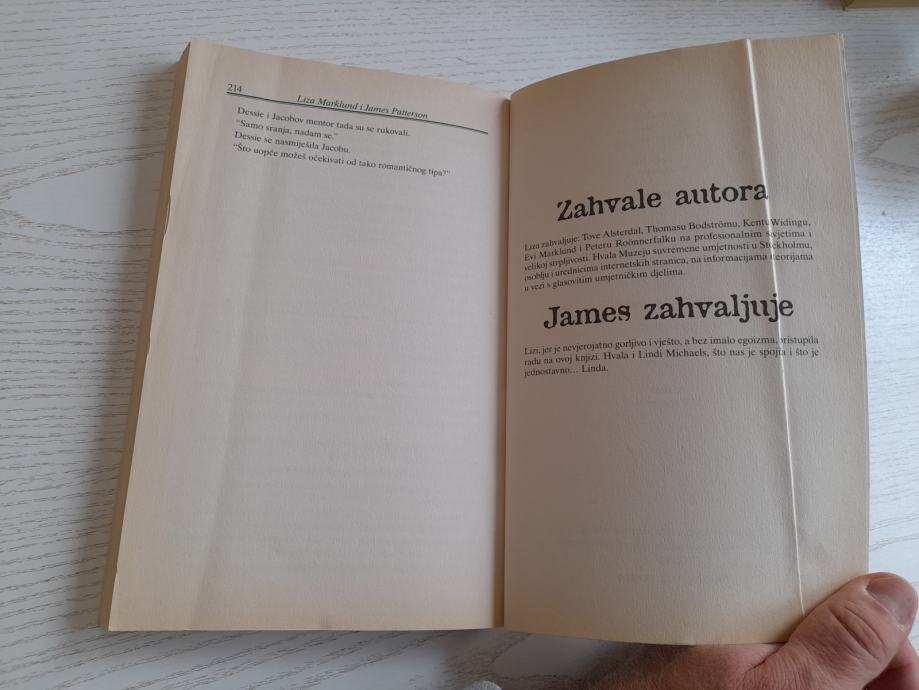 214
Liza Marklund i James Patterson
Dessie i Jacobov mentor tada su se rukovali.
"Samo sranja, nadam se."
Dessie se nasmiješila Jacobu.
"Što uopće možeš očekivati od tako romantičnog tipa?"
Zahvale autora
Liza zahvaljuje: Tove Alsterdal, Thomasu Bodströmu, Kentu Widingu,
Evi Marklund i Peteru Roönnerfalku na profesionalnim savjetima i
velikoj strpljivosti. Hvala Muzeju suvremene umjetnosti u Stockholmu,
osoblju i urednicima internetskih stranica, na informacijama i teorijama
u vezi s glasovitim umjetničkim djelima.
James zahvaljuje
Lizi, jer je nevjerojatno gorljivo i vješto, a bez imalo egoizma, pristupila
radu na ovoj knjizi. Hvala i Lindi Michaels, što nas je spojila i što je
jednostavno... Linda.